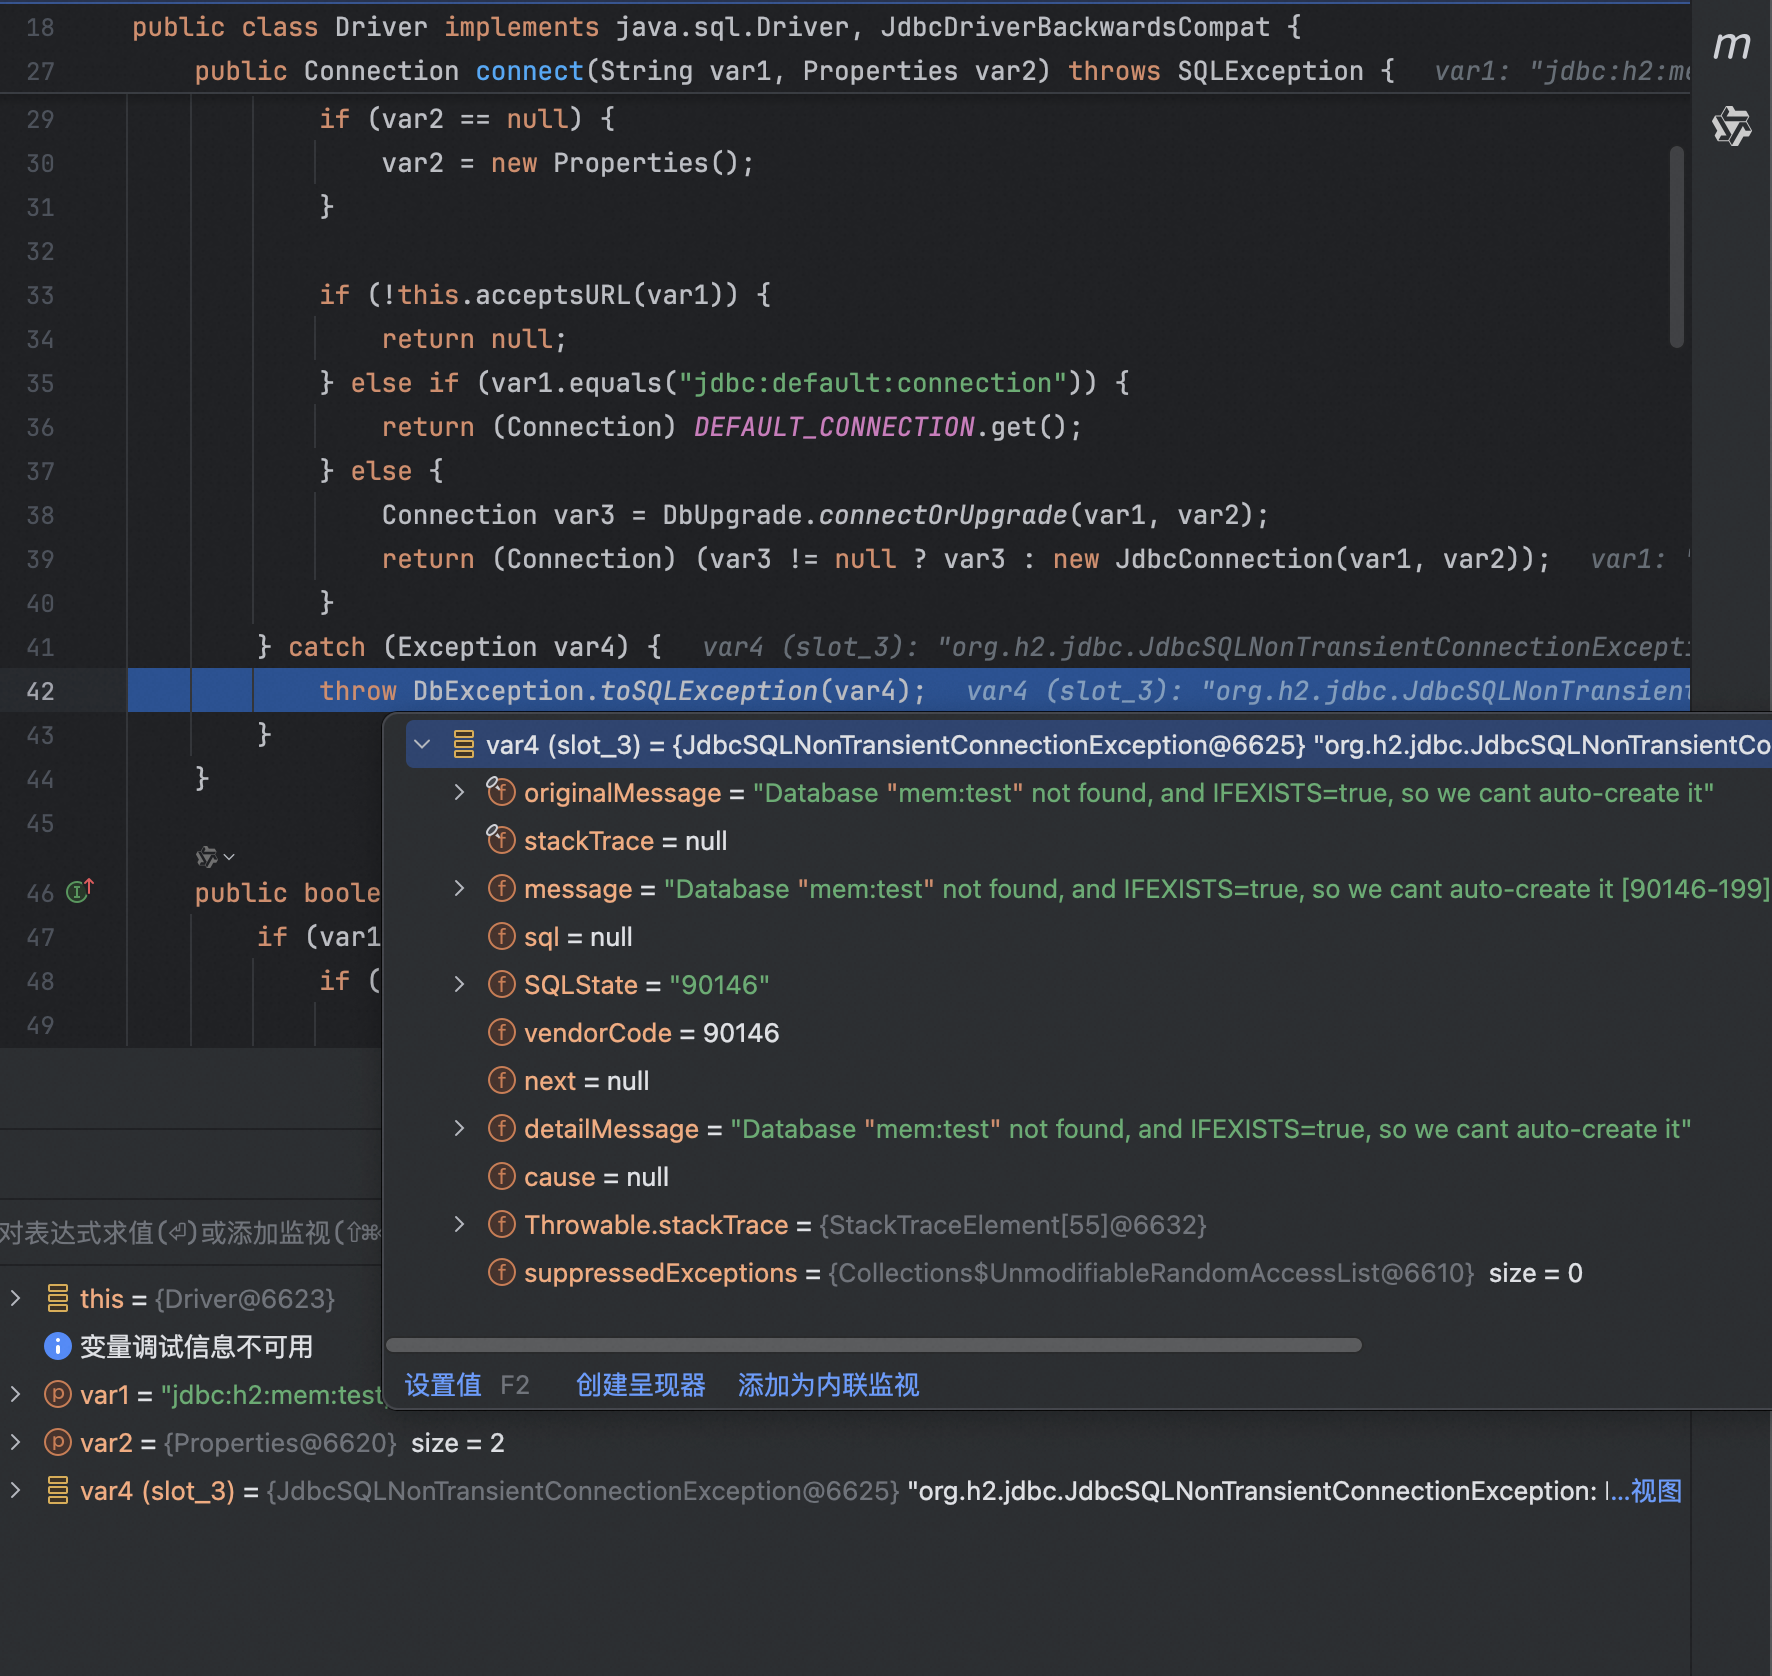 18 public class Driver implements java.sql.Driver, JdbcDriverBackwardsCompat {
27 public Connection connect(String var1, Properties var2) throws SQLException { var1: "jdbc:h2:me
29 if (var2 == null) {
30 var2 = new Properties();
31 }
32
33 if (!this.acceptsURL(var1)) {
34 return null;
35 } else if (var1.equals("jdbc:default:connection")) {
36 return (Connection) DEFAULT_CONNECTION.get();
37 } else {
38 Connection var3 = DbUpgrade.connectOrUpgrade(var1, var2);
39 return (Connection) (var3 != null ? var3 : new JdbcConnection(var1, var2)); var1: "
40 }
41 } catch (Exception var4) { var4 (slot_3): "org.h2.jdbc.JdbcSQLNonTransientConnectionExcepti
42 throw DbException.toSQLException(var4); var4 (slot_3): "org.h2.jdbc.JdbcSQLNonTransient
43 }
44 }
45
46 public boole
47 if (var1
48 if (
49
m
var4 (slot_3) = {JdbcSQLNonTransientConnectionException@6625} "org.h2.jdbc.JdbcSQLNonTransientCo
originalMessage = "Database "mem:test" not found, and IFEXISTS=true, so we cant auto-create it"
stackTrace = null
message = "Database "mem:test" not found, and IFEXISTS=true, so we cant auto-create it [90146-199]
sql = null
SQLState = "90146"
vendorCode = 90146
next = null
detailMessage = "Database "mem:test" not found, and IFEXISTS=true, so we cant auto-create it"
cause = null
Throwable.stackTrace = {StackTraceElement[55]@6632}
suppressedExceptions = {Collections$UnmodifiableRandomAccessList@6610} size = 0
设置值 F2 创建呈现器 添加为内联监视
对表达式求值(⏎)或添加监视(⇧⌘
this = {Driver@6623}
变量调试信息不可用
var1 = "jdbc:h2:mem:test
var2 = {Properties@6620} size = 2
var4 (slot_3) = {JdbcSQLNonTransientConnectionException@6625} "org.h2.jdbc.JdbcSQLNonTransientConnectionException: ...视图